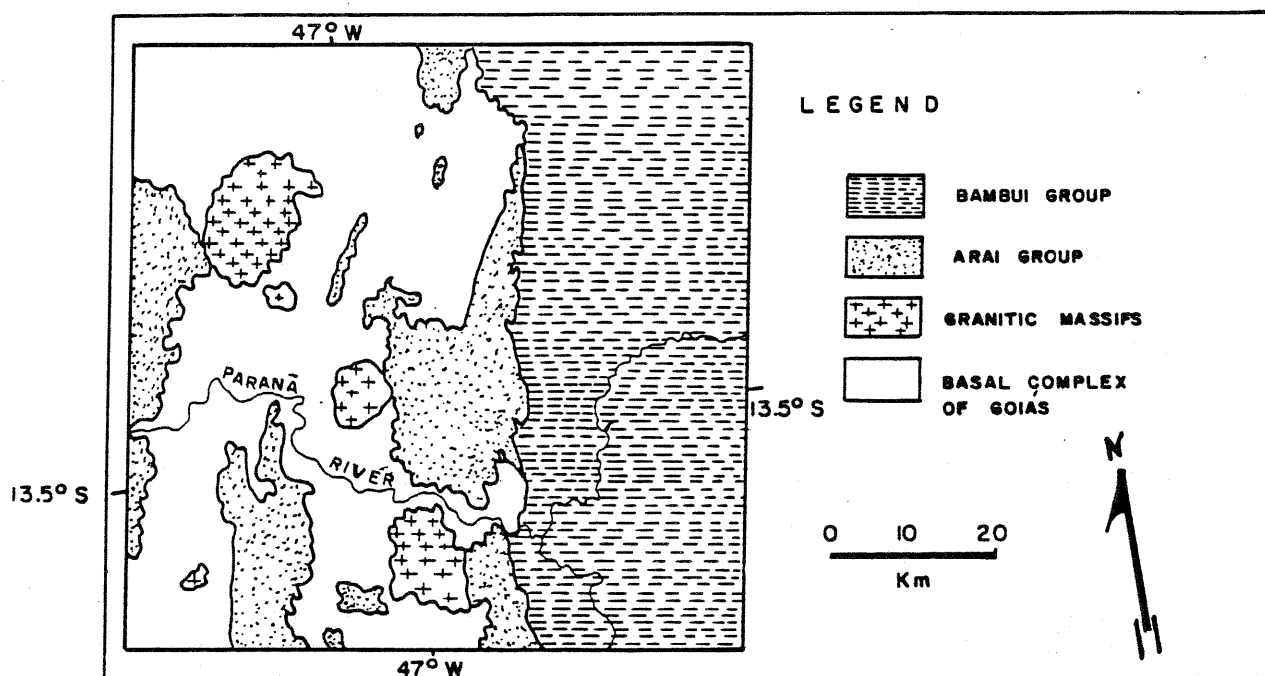 47° W
LEGEND
BAMBUI GROUP
ARAI GROUP
GRANITIC MASSIFS
BASAL COMPLEX
OF GOIÁS
PARANÃ
RIVER
13.5° S
13.5° S
N
0 10 20
Km
47° W